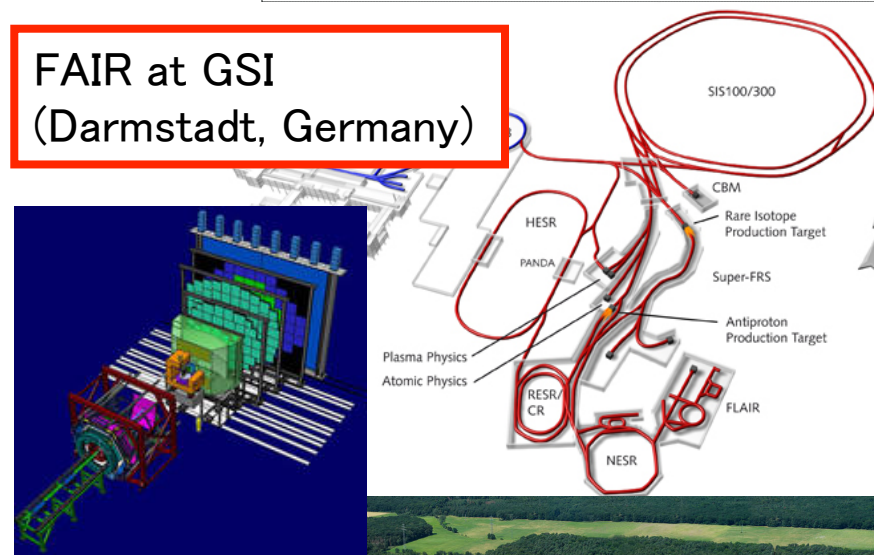 FAIR at GSI
(Darmstadt, Germany)
SIS100/300
CBM
Rare Isotope
Production Target
HESR
PANDA
Super-FRS
Antiproton
Production Target
Plasma Physics
Atomic Physics
RESR/
CR
FLAIR
NESR